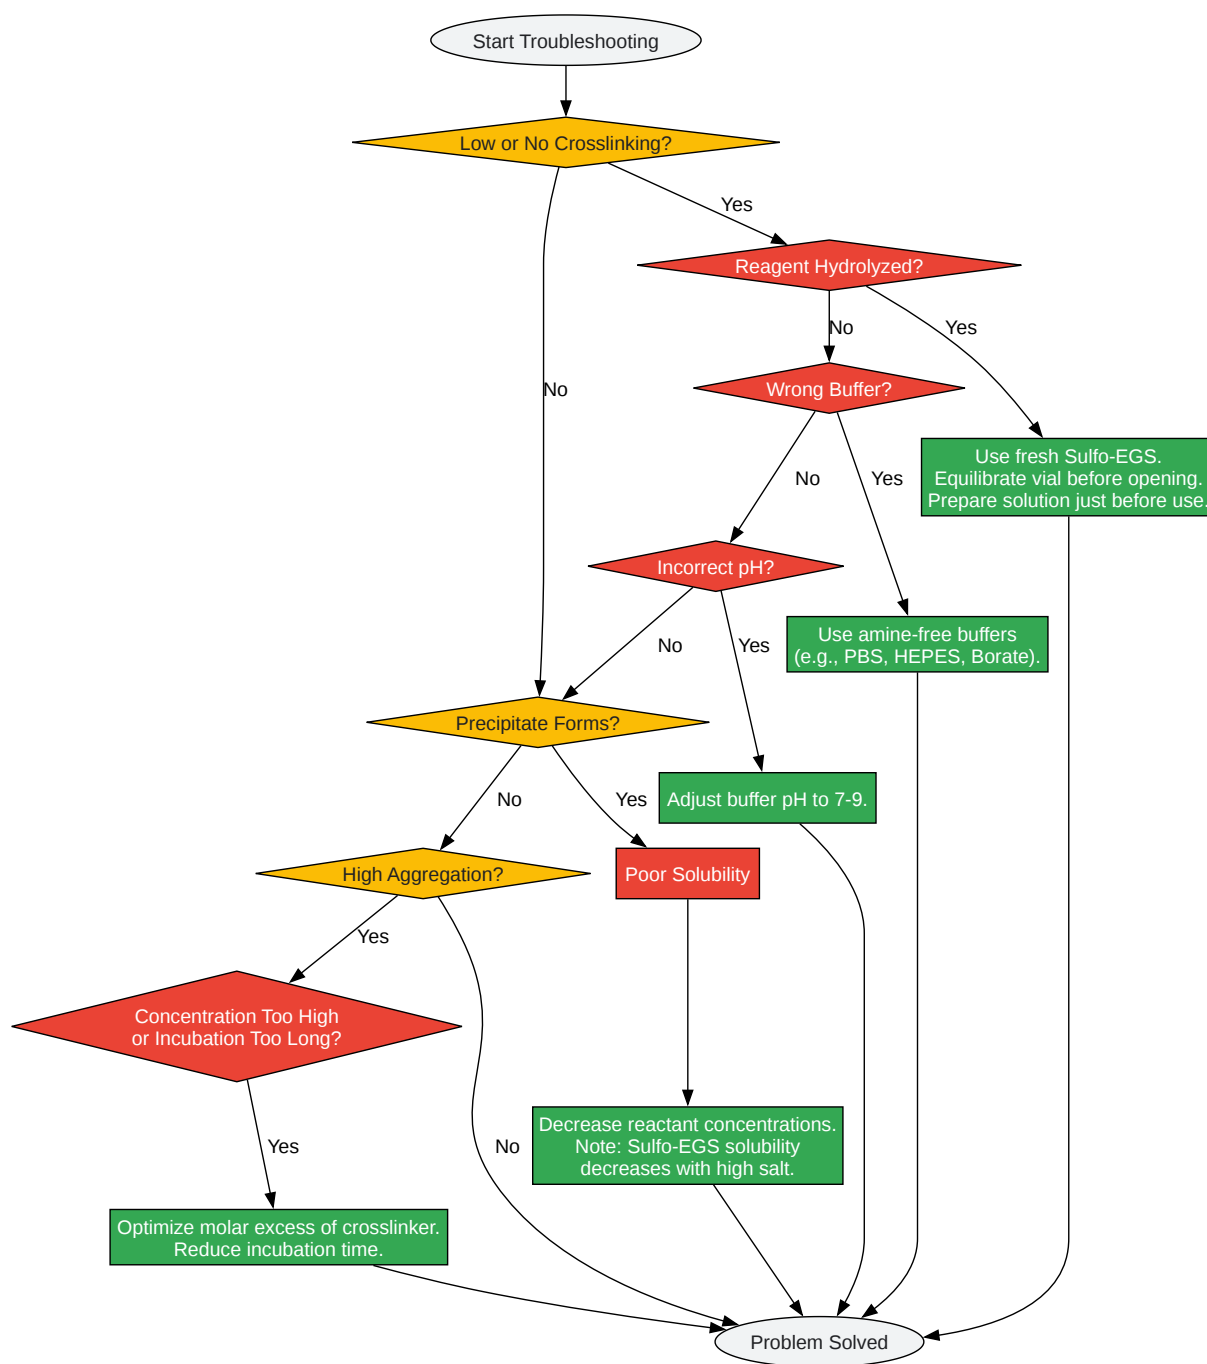 Start Troubleshooting
Low or No Crosslinking?
Yes
Reagent Hydrolyzed?
No
Yes
Wrong Buffer?
No
Use fresh Sulfo-EGS.
Equilibrate vial before opening.
Prepare solution just before use.
No
Yes
Incorrect pH?
Use amine-free buffers
(e.g., PBS, HEPES, Borate).
No
Yes
Precipitate Forms?
Adjust buffer pH to 7-9.
No
Yes
High Aggregation?
Poor Solubility
Yes
Concentration Too High
or Incubation Too Long?
Decrease reactant concentrations.
Note: Sulfo-EGS solubility
decreases with high salt.
Yes
No
Optimize molar excess of crosslinker.
Reduce incubation time.
Problem Solved